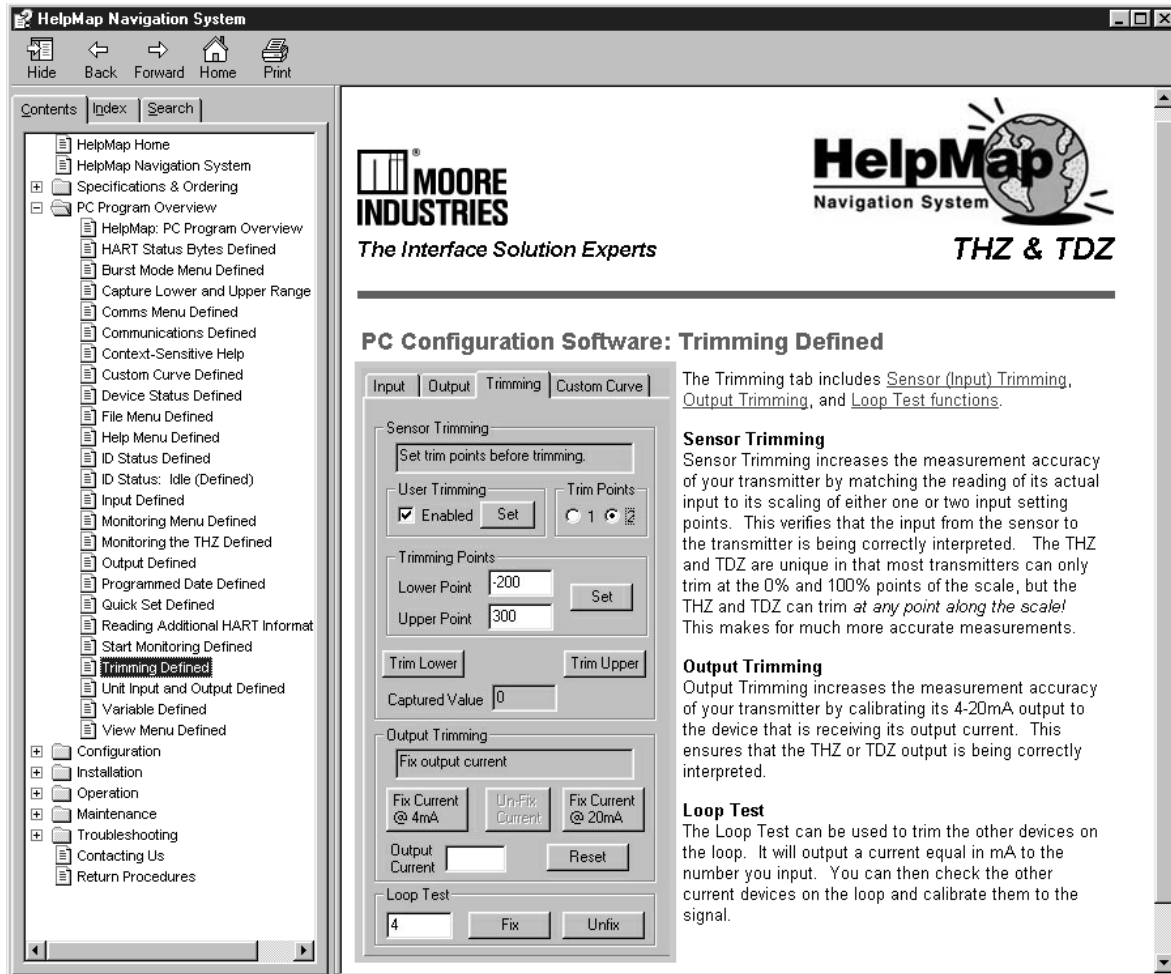 HelpMap Navigation System
Hide Back Forward Home Print
Contents Index Search
HelpMap Home
HelpMap Navigation System
Specifications & Ordering
PC Program Overview
HelpMap: PC Program Overview
HART Status Bytes Defined
Burst Mode Menu Defined
Capture Lower and Upper Range
Comms Menu Defined
Communications Defined
Context-Sensitive Help
Custom Curve Defined
Device Status Defined
File Menu Defined
Help Menu Defined
ID Status Defined
ID Status: Idle (Defined)
Input Defined
Monitoring Menu Defined
Monitoring the THZ Defined
Output Defined
Programmed Date Defined
Quick Set Defined
Reading Additional HART Informat
Start Monitoring Defined
Trimming Defined
Unit Input and Output Defined
Variable Defined
View Menu Defined
Configuration
Installation
Operation
Maintenance
Troubleshooting
Contacting Us
Return Procedures
MOORE
INDUSTRIES
®
The Interface Solution Experts
HelpMap
Navigation System
THZ & TDZ
PC Configuration Software: Trimming Defined
Input Output Trimming Custom Curve
Sensor Trimming
Set trim points before trimming.
User Trimming
Enabled Set
Trim Points
1 2
Trimming Points
Lower Point -200
Upper Point 300
Set
Trim Lower Trim Upper
Captured Value 0
Output Trimming
Fix output current
Fix Current
@ 4mA
Un-Fix
Current
Fix Current
@ 20mA
Output
Current
Reset
Loop Test
4 Fix Unfix
The Trimming tab includes Sensor (Input) Trimming,
Output Trimming, and Loop Test functions.
Sensor Trimming
Sensor Trimming increases the measurement accuracy
of your transmitter by matching the reading of its actual
input to its scaling of either one or two input setting
points. This verifies that the input from the sensor to
the transmitter is being correctly interpreted. The THZ
and TDZ are unique in that most transmitters can only
trim at the 0% and 100% points of the scale, but the
THZ and TDZ can trim at any point along the scale!
This makes for much more accurate measurements.
Output Trimming
Output Trimming increases the measurement accuracy
of your transmitter by calibrating its 4-20mA output to
the device that is receiving its output current. This
ensures that the THZ or TDZ output is being correctly
interpreted.
Loop Test
The Loop Test can be used to trim the other devices on
the loop. It will output a current equal in mA to the
number you input. You can then check the other
current devices on the loop and calibrate them to the
signal.